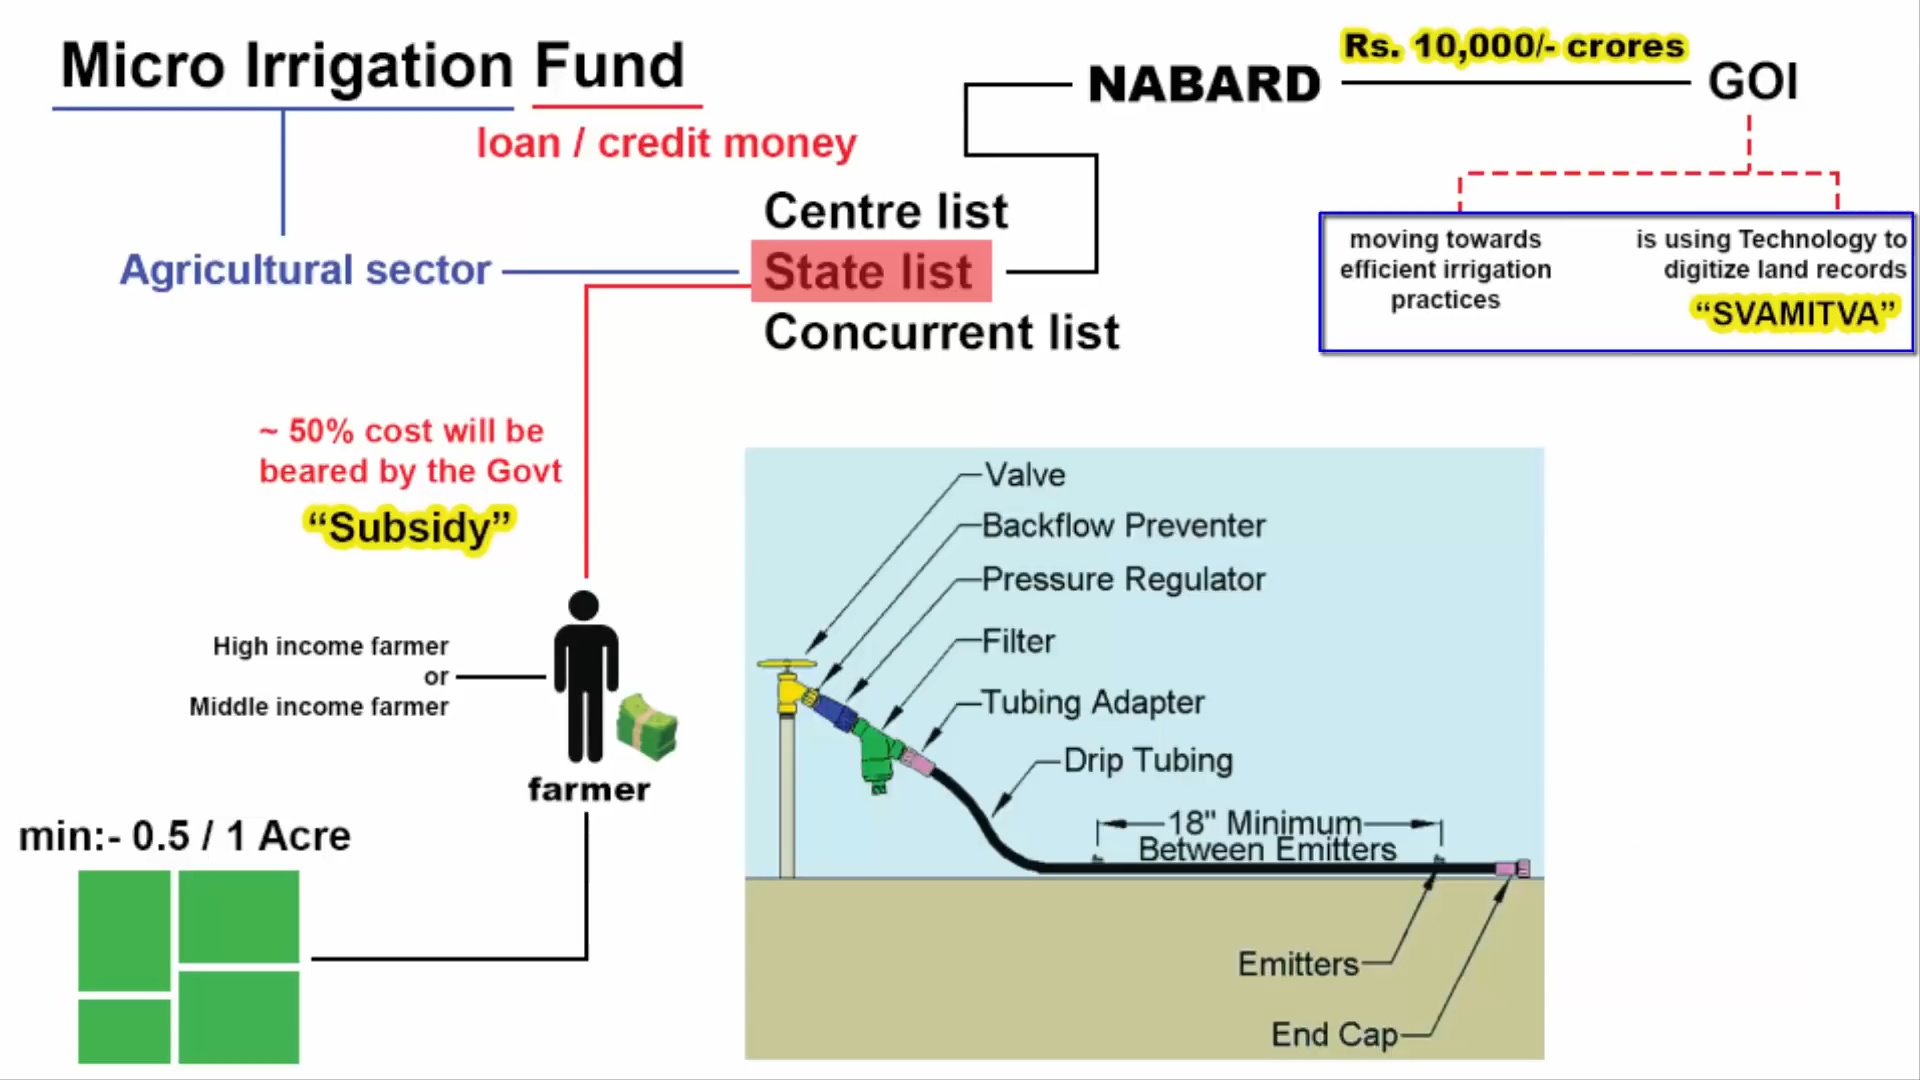 Micro Irrigation Fund
loan / credit money
NABARD
Rs. 10,000/- crores
GOI
Centre list
State list
Concurrent list
Agricultural sector
moving towards
efficient irrigation
practices
is using Technology to
digitize land records
“SVAMITVA”
~ 50% cost will be
beared by the Govt
“Subsidy”
High income farmer
or
Middle income farmer
farmer
min:- 0.5 / 1 Acre
Valve
Backflow Preventer
Pressure Regulator
Filter
Tubing Adapter
Drip Tubing
18" Minimum
Between Emitters
Emitters
End Cap